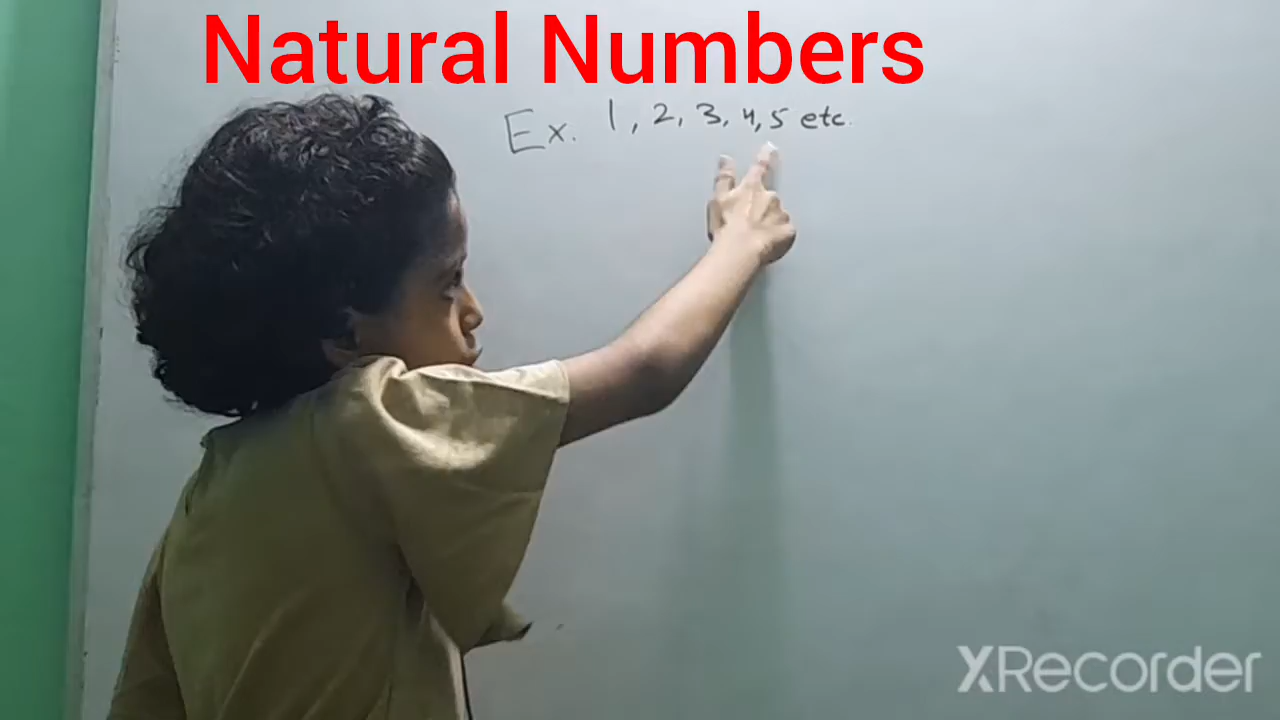 Natural Numbers
Ex. 1, 2, 3, 4, 5 etc.
XRecorder